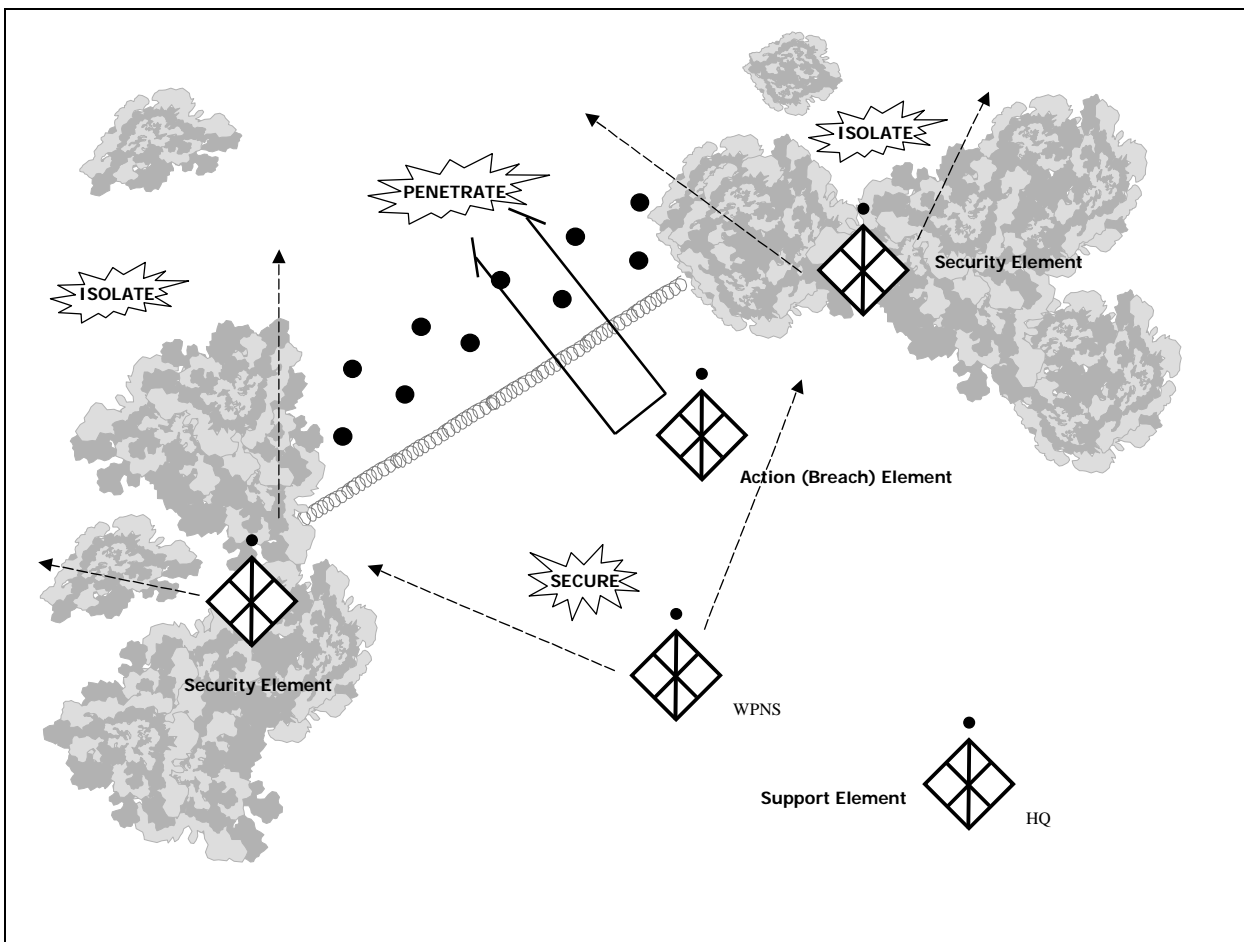 ISOLATE
PENETRATE
Security Element
ISOLATE
Action (Breach) Element
SECURE
Security Element
WPNS
Support Element
HQ